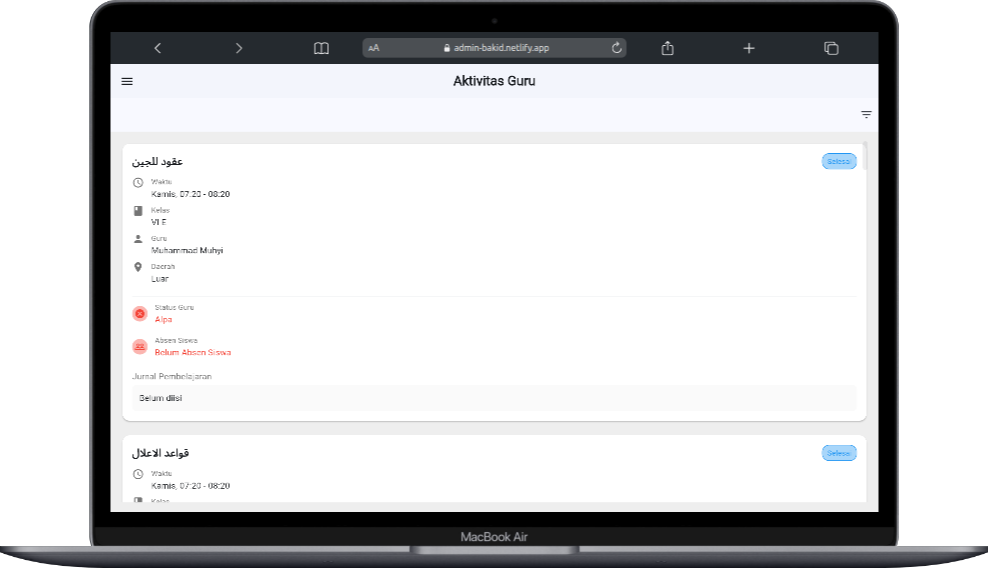 AA admin-bakid.netlify.app
Aktivitas Guru
عقود للجين
Selesai
Waktu
Kamis, 07:20 - 08:20
Kelas
VI E
Guru
Muhammad Muhyi
Daerah
Luar
Status Guru
Alpa
Absen Siswa
Belum Absen Siswa
Jurnal Pembelajaran
Belum diisi
قواعد الاعلال
Selesai
Waktu
Kamis, 07:20 - 08:20
Kelas
MacBook Air